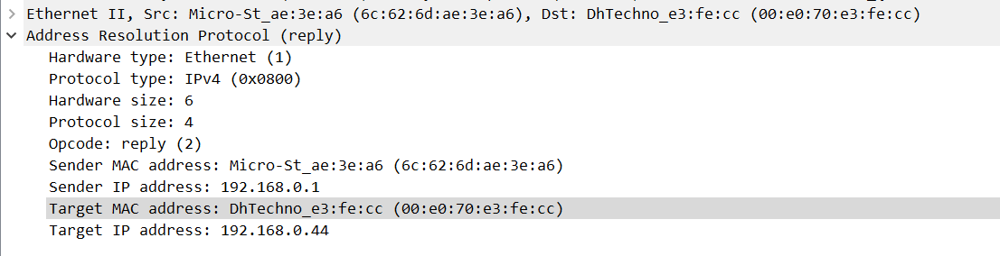 Ethernet II, Src: Micro-St_ae:3e:a6 (6c:62:6d:ae:3e:a6), Dst: DhTechno_e3:fe:cc (00:e0:70:e3:fe:cc)
Address Resolution Protocol (reply)
Hardware type: Ethernet (1)
Protocol type: IPv4 (0x0800)
Hardware size: 6
Protocol size: 4
Opcode: reply (2)
Sender MAC address: Micro-St_ae:3e:a6 (6c:62:6d:ae:3e:a6)
Sender IP address: 192.168.0.1
Target MAC address: DhTechno_e3:fe:cc (00:e0:70:e3:fe:cc)
Target IP address: 192.168.0.44